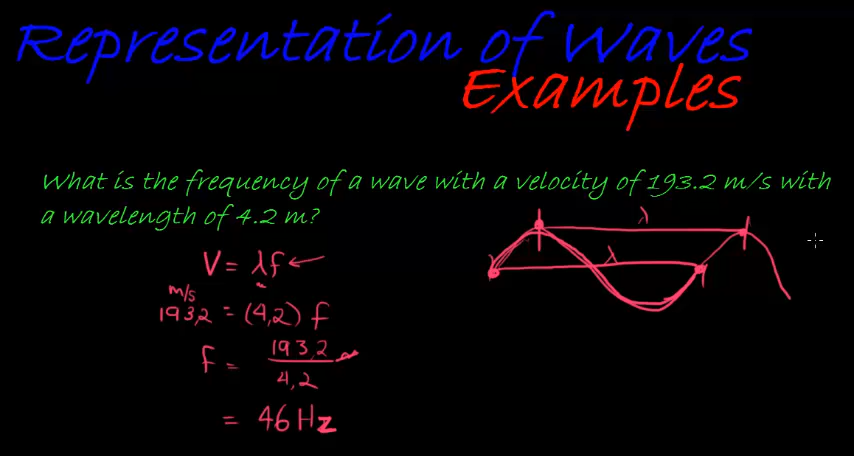 Representation of Waves
Examples
What is the frequency of a wave with a velocity of 193.2 m/s with
a wavelength of 4.2 m?
λ
V = λf ←
λ
m/s
193,2 = (4,2) f
f = 193,2
4,2
= 46 Hz